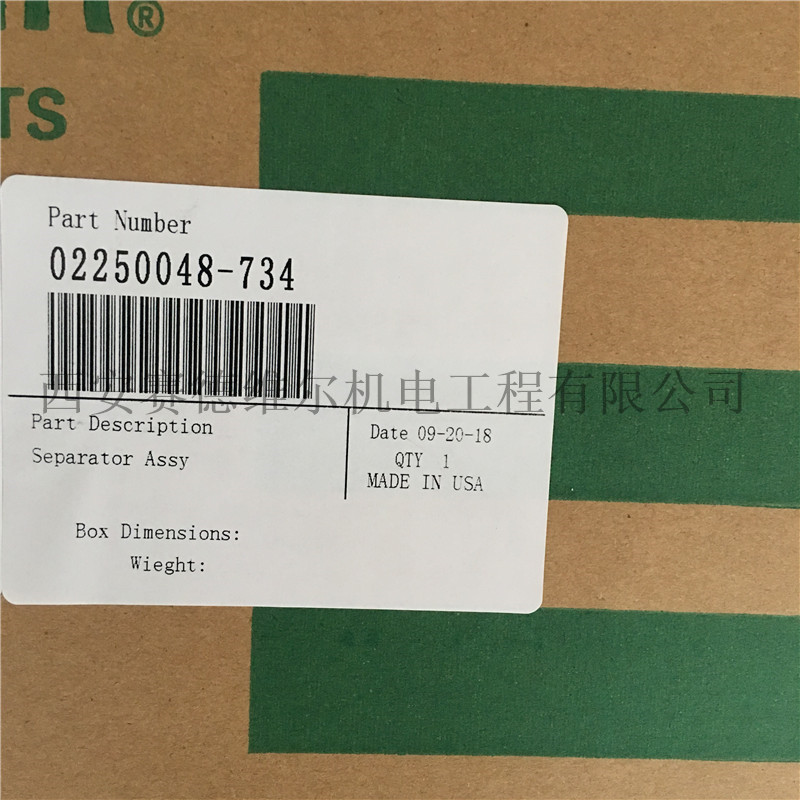 ®
TS
Part Number
02250048-734
西安赛德维尔机电工程有限公司
Part Description
Separator Assy
Date 09-20-18
QTY 1
MADE IN USA
Box Dimensions:
Wieght: